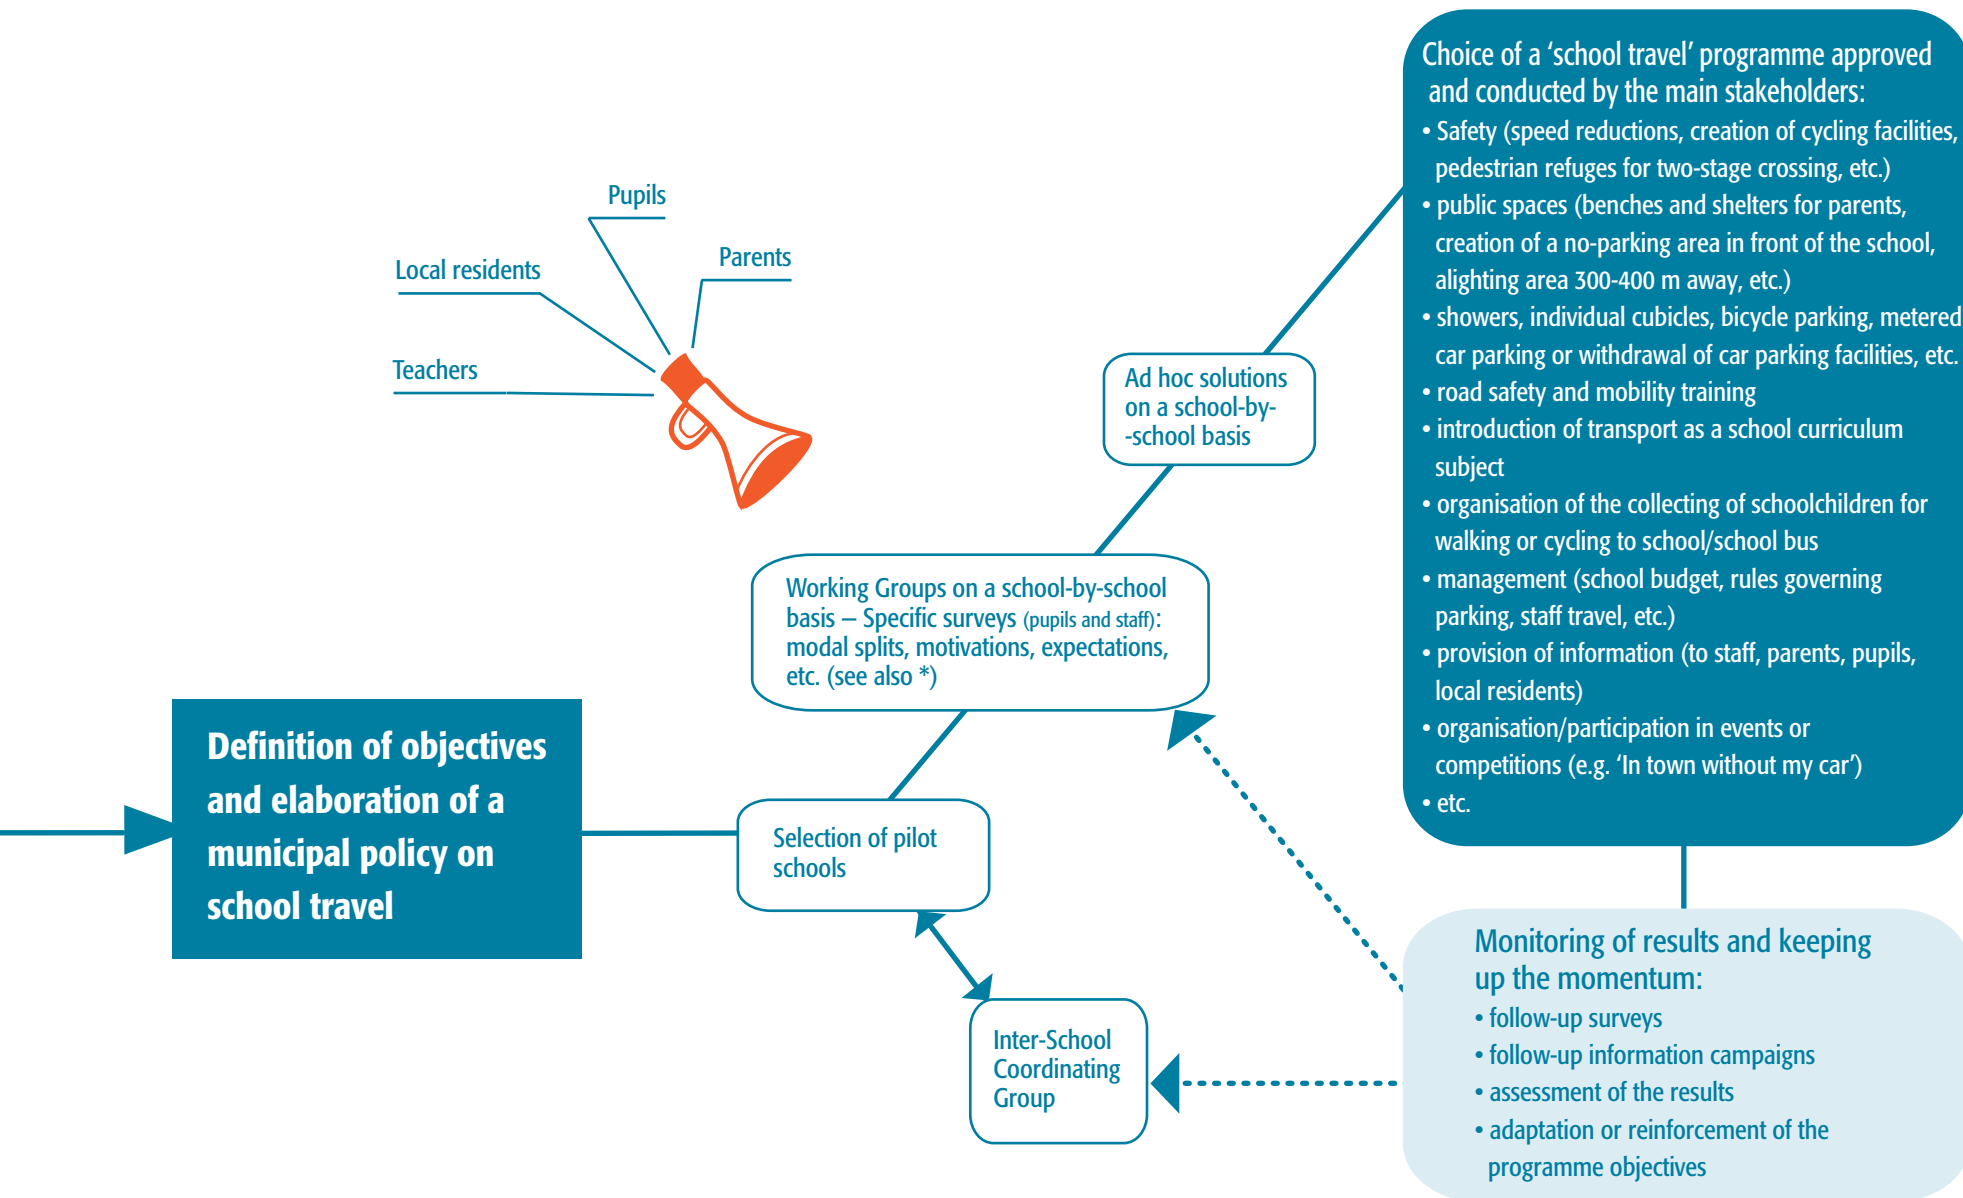 Pupils
Parents
Local residents
Teachers
Definition of objectives
and elaboration of a
municipal policy on
school travel
Selection of pilot
schools
Inter-School
Coordinating
Group
Working Groups on a school-by-school
basis – Specific surveys (pupils and staff):
modal splits, motivations, expectations,
etc. (see also *)
Ad hoc solutions
on a school-by-
-school basis
Choice of a ‘school travel’ programme approved
and conducted by the main stakeholders:
• Safety (speed reductions, creation of cycling facilities,
pedestrian refuges for two-stage crossing, etc.)
• public spaces (benches and shelters for parents,
creation of a no-parking area in front of the school,
alighting area 300-400 m away, etc.)
• showers, individual cubicles, bicycle parking, metered
car parking or withdrawal of car parking facilities, etc.
• road safety and mobility training
• introduction of transport as a school curriculum
subject
• organisation of the collecting of schoolchildren for
walking or cycling to school/school bus
• management (school budget, rules governing
parking, staff travel, etc.)
• provision of information (to staff, parents, pupils,
local residents)
• organisation/participation in events or
competitions (e.g. ‘In town without my car’)
• etc.
Monitoring of results and keeping
up the momentum:
• follow-up surveys
• follow-up information campaigns
• assessment of the results
• adaptation or reinforcement of the
programme objectives